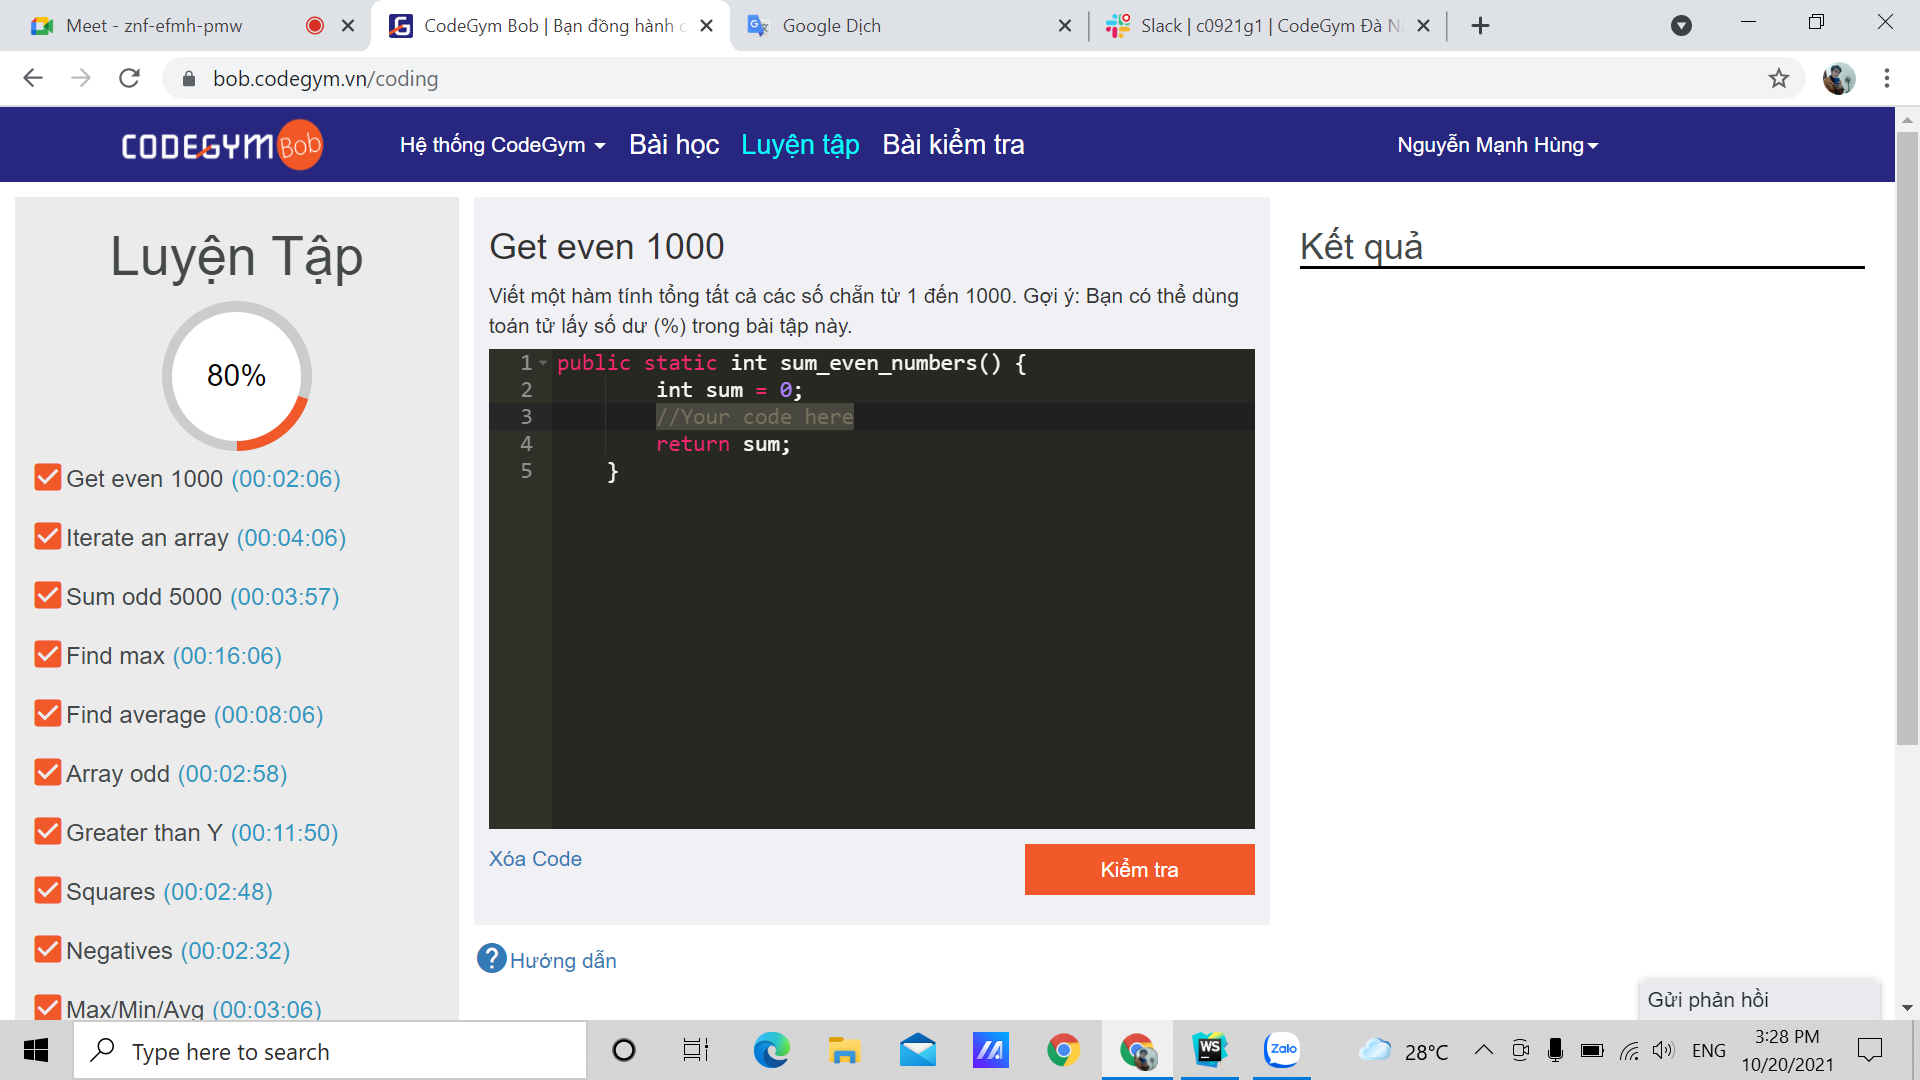 Meet - znf-efmh-pmw
CodeGym Bob | Bạn đồng hành c
Google Dịch
Slack | c0921g1 | CodeGym Đà N
bob.codegym.vn/coding
CODEGYM Bob
Hệ thống CodeGym
Bài học
Luyện tập
Bài kiểm tra
Nguyễn Mạnh Hùng
Luyện Tập
80%
Get even 1000 (00:02:06)
Iterate an array (00:04:06)
Sum odd 5000 (00:03:57)
Find max (00:16:06)
Find average (00:08:06)
Array odd (00:02:58)
Greater than Y (00:11:50)
Squares (00:02:48)
Negatives (00:02:32)
Max/Min/Avg (00:03:06)
Get even 1000
Viết một hàm tính tổng tất cả các số chẵn từ 1 đến 1000. Gợi ý: Bạn có thể dùng
toán tử lấy số dư (%) trong bài tập này.
1 public static int sum_even_numbers() {
2 int sum = 0;
3 //Your code here
4 return sum;
5 }
Xóa Code
Kiểm tra
? Hướng dẫn
Kết quả
Gửi phản hồi
Type here to search
WS
Zalo
28°C
ENG
3:28 PM
10/20/2021